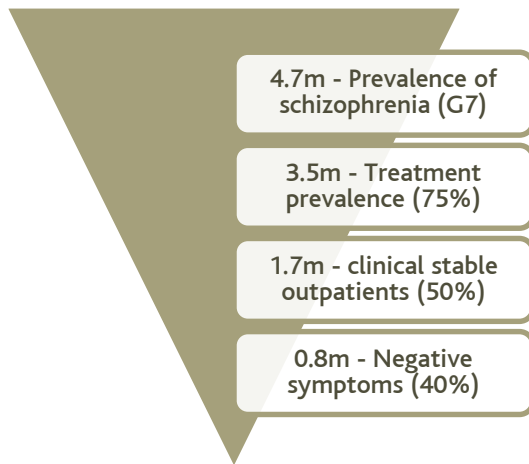 4.7m - Prevalence of
schizophrenia (G7)
3.5m - Treatment
prevalence (75%)
1.7m - clinical stable
outpatients (50%)
0.8m - Negative
symptoms (40%)